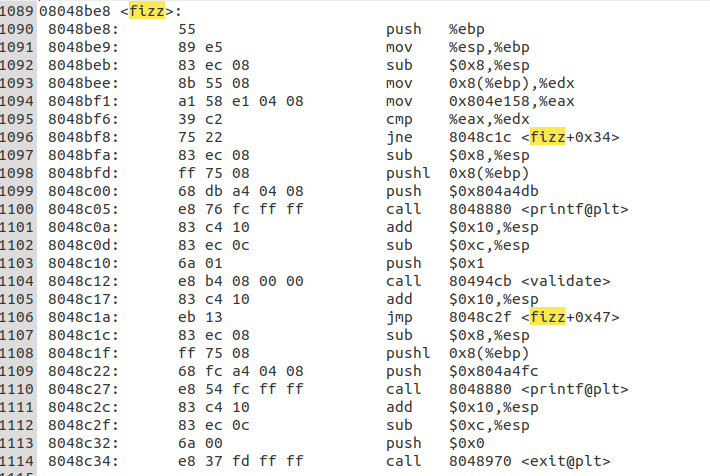 1089 08048be8 <fizz>:
1090 8048be8: 55 push %ebp
1091 8048be9: 89 e5 mov %esp,%ebp
1092 8048beb: 83 ec 08 sub $0x8,%esp
1093 8048bee: 8b 55 08 mov 0x8(%ebp),%edx
1094 8048bf1: a1 58 e1 04 08 mov 0x804e158,%eax
1095 8048bf6: 39 c2 cmp %eax,%edx
1096 8048bf8: 75 22 jne 8048c1c <fizz+0x34>
1097 8048bfa: 83 ec 08 sub $0x8,%esp
1098 8048bfd: ff 75 08 pushl 0x8(%ebp)
1099 8048c00: 68 db a4 04 08 push $0x804a4db
1100 8048c05: e8 76 fc ff ff call 8048880 <printf@plt>
1101 8048c0a: 83 c4 10 add $0x10,%esp
1102 8048c0d: 83 ec 0c sub $0xc,%esp
1103 8048c10: 6a 01 push $0x1
1104 8048c12: e8 b4 08 00 00 call 80494cb <validate>
1105 8048c17: 83 c4 10 add $0x10,%esp
1106 8048c1a: eb 13 jmp 8048c2f <fizz+0x47>
1107 8048c1c: 83 ec 08 sub $0x8,%esp
1108 8048c1f: ff 75 08 pushl 0x8(%ebp)
1109 8048c22: 68 fc a4 04 08 push $0x804a4fc
1110 8048c27: e8 54 fc ff ff call 8048880 <printf@plt>
1111 8048c2c: 83 c4 10 add $0x10,%esp
1112 8048c2f: 83 ec 0c sub $0xc,%esp
1113 8048c32: 6a 00 push $0x0
1114 8048c34: e8 37 fd ff ff call 8048970 <exit@plt>